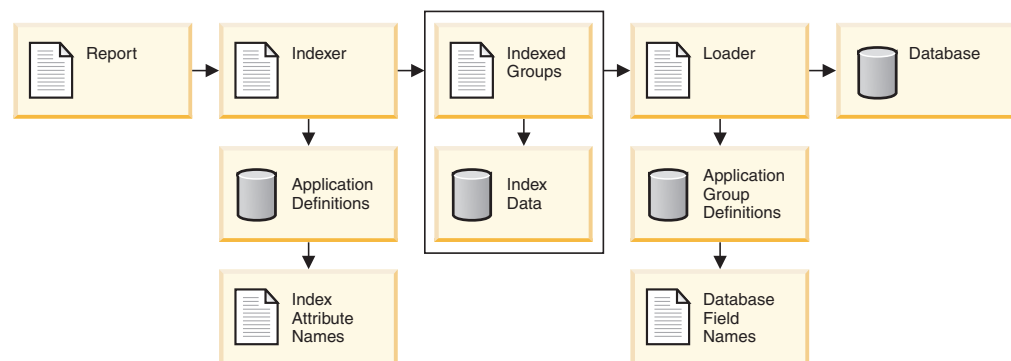 Report
Indexer
Indexed
Groups
Loader
Database
Application
Definitions
Index
Data
Application
Group
Definitions
Index
Attribute
Names
Database
Field
Names